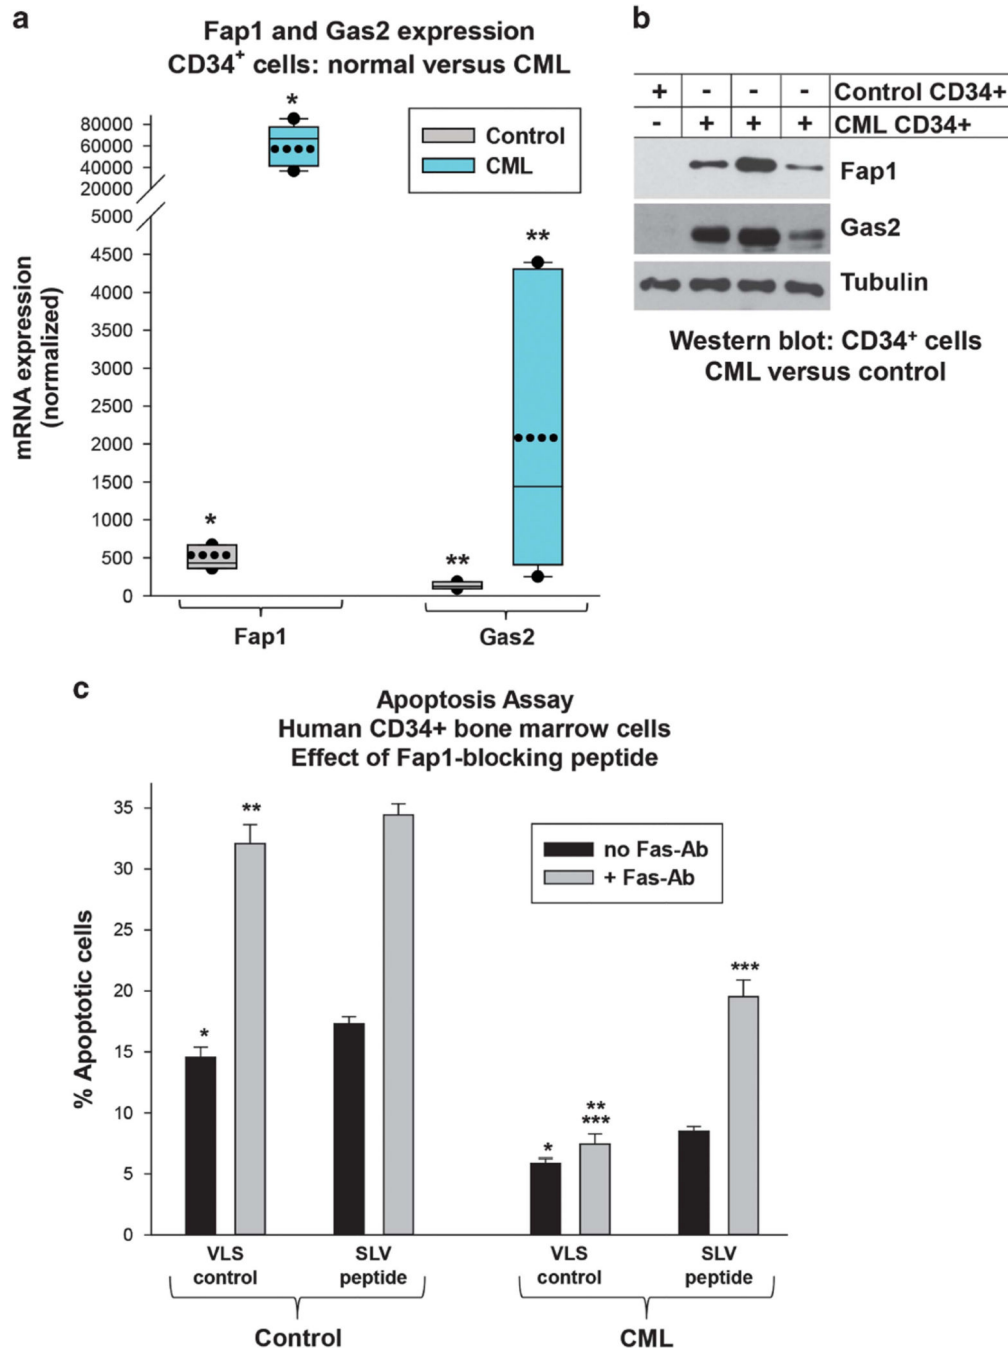 a
Fap1 and Gas2 expression
CD34⁺ cells: normal versus CML
*
80000
60000
40000
20000
5000
4500
4000
3500
3000
2500
2000
1500
1000
500
0
mRNA expression
(normalized)
Control
CML
*
**
**
Fap1
Gas2
b
+ - - - Control CD34+
- + + + CML CD34+
Fap1
Gas2
Tubulin
Western blot: CD34⁺ cells
CML versus control
c
Apoptosis Assay
Human CD34+ bone marrow cells
Effect of Fap1-blocking peptide
35
30
25
20
15
10
5
0
% Apoptotic cells
no Fas-Ab
+ Fas-Ab
*
**
*
**
***
***
VLS
control
SLV
peptide
VLS
control
SLV
peptide
Control
CML